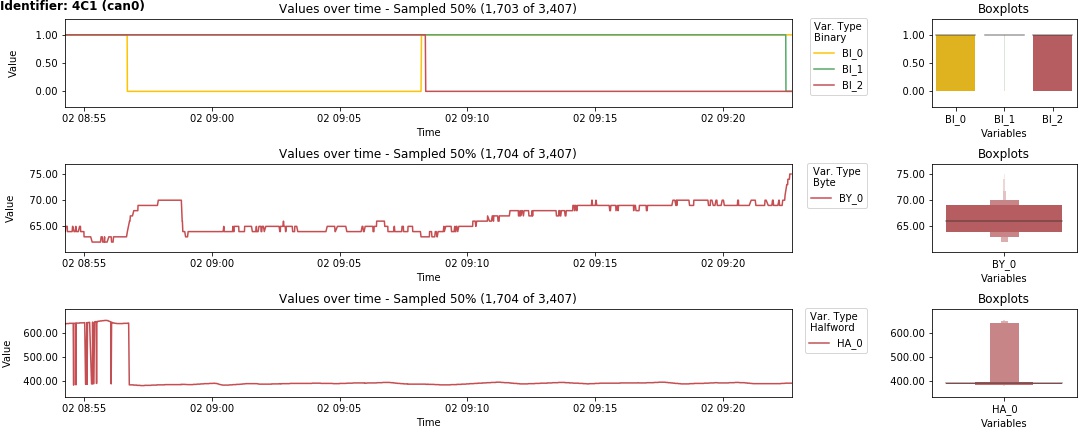 Identifier: 4C1 (can0)
Values over time - Sampled 50% (1,703 of 3,407)
Boxplots
Value
1.00
0.50
0.00
02 08:55
02 09:00
02 09:05
02 09:10
02 09:15
02 09:20
Time
Var. Type
Binary
BI_0
BI_1
BI_2
1.00
0.75
0.50
0.25
0.00
BI_0
BI_1
BI_2
Variables
Values over time - Sampled 50% (1,704 of 3,407)
Boxplots
Value
75.00
70.00
65.00
02 08:55
02 09:00
02 09:05
02 09:10
02 09:15
02 09:20
Time
Var. Type
Byte
BY_0
75.00
70.00
65.00
BY_0
Variables
Values over time - Sampled 50% (1,704 of 3,407)
Boxplots
Value
600.00
500.00
400.00
02 08:55
02 09:00
02 09:05
02 09:10
02 09:15
02 09:20
Time
Var. Type
Halfword
HA_0
600.00
500.00
400.00
HA_0
Variables